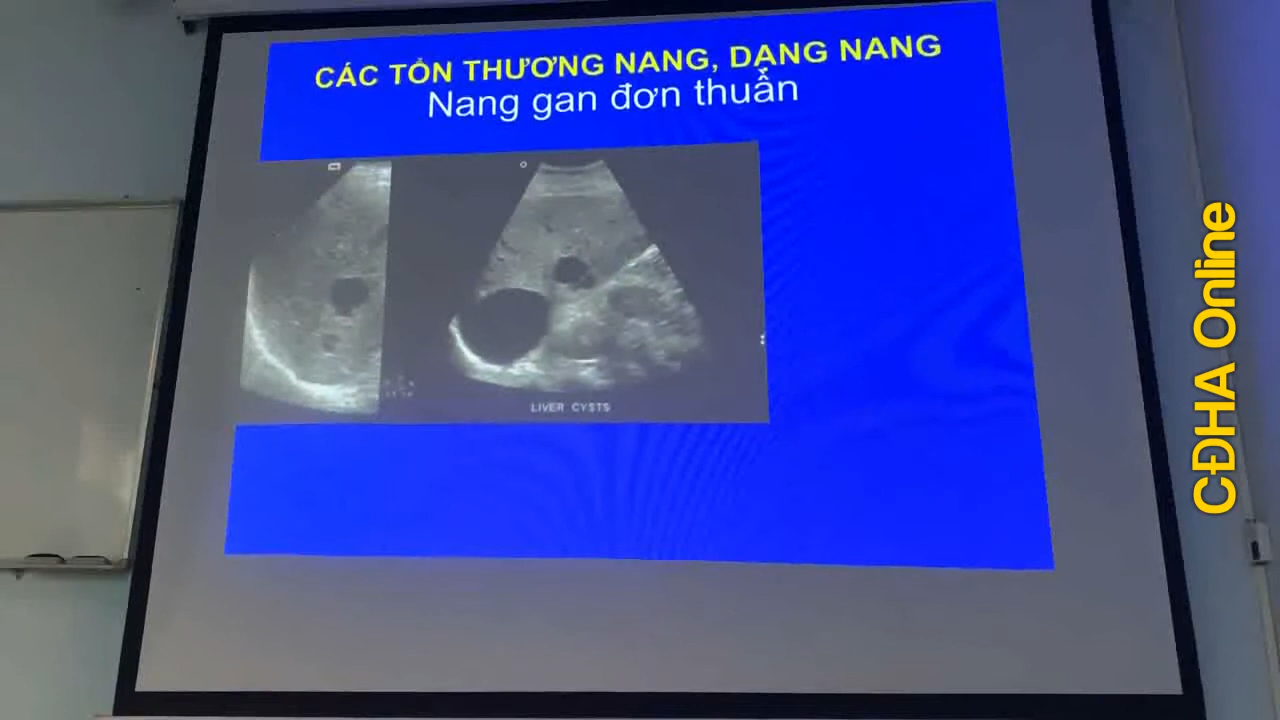 CÁC TỔN THƯƠNG NANG, DẠNG NANG
Nang gan đơn thuần
LIVER CYSTS
CĐHA Online